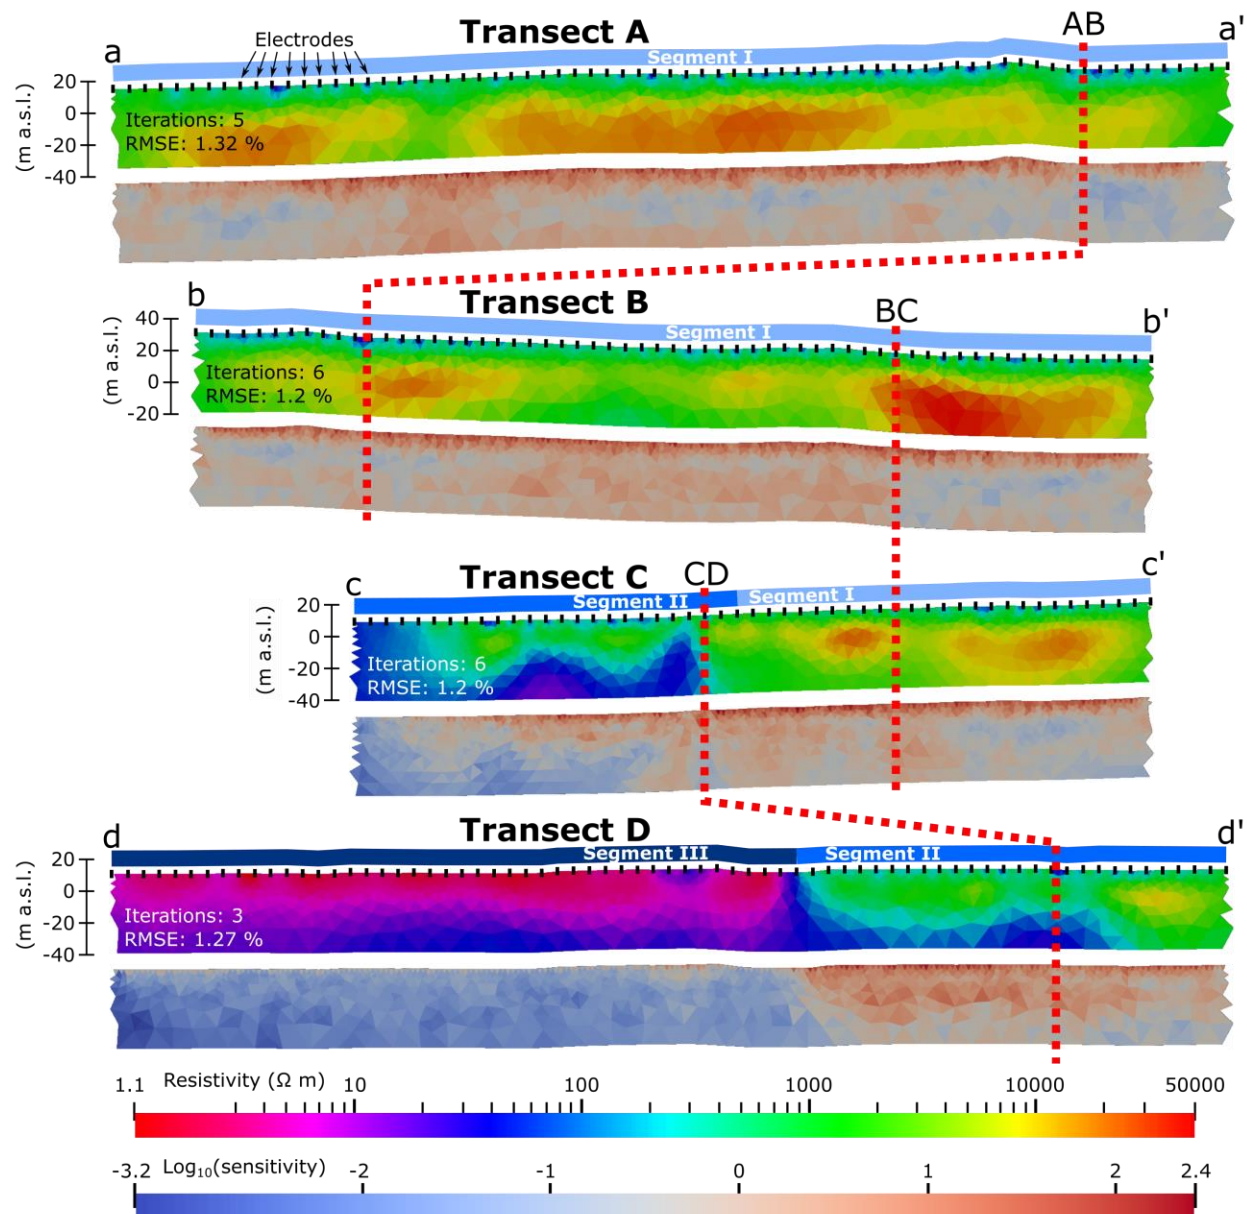 Transect A
AB
a
a'
Electrodes
Segment I
20
0
-20
-40
(m a.s.l.)
Iterations: 5
RMSE: 1.32 %
Transect B
b
b'
BC
Segment I
40
20
0
-20
(m a.s.l.)
Iterations: 6
RMSE: 1.2 %
Transect C
CD
c
c'
Segment II
Segment I
20
0
-20
-40
(m a.s.l.)
Iterations: 6
RMSE: 1.2 %
Transect D
d
d'
Segment III
Segment II
20
0
-20
-40
(m a.s.l.)
Iterations: 3
RMSE: 1.27 %
1.1 Resistivity (Ω m) 10 100 1000 10000 50000
-3.2 Log₁₀(sensitivity) -2 -1 0 1 2 2.4